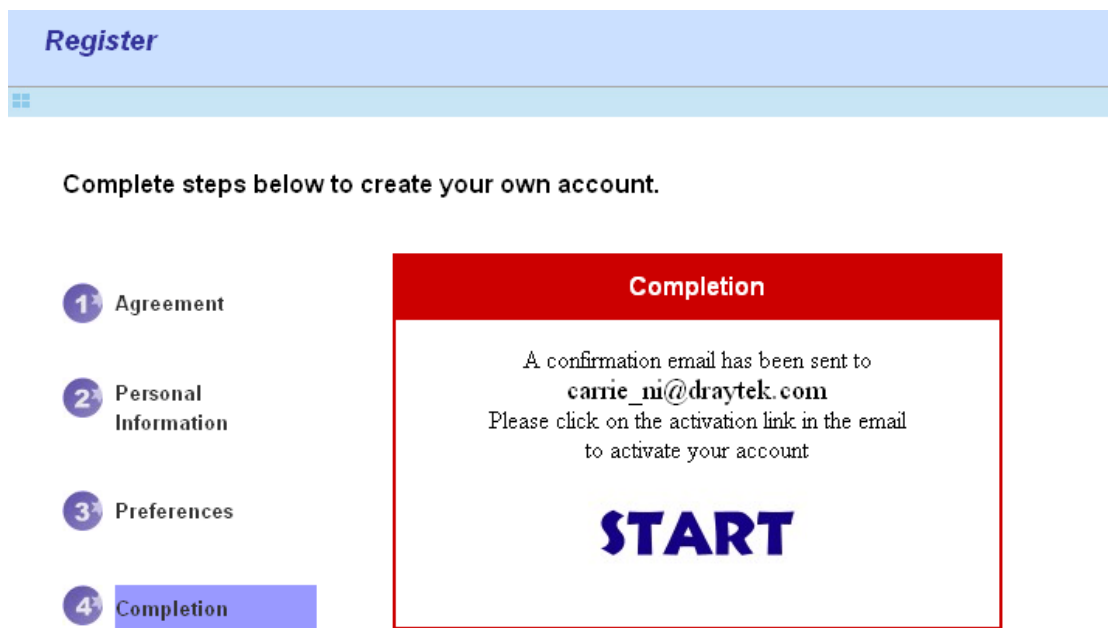 Register
Complete steps below to create your own account.
1 Agreement
2 Personal
Information
3 Preferences
4 Completion
Completion
A confirmation email has been sent to
carrie_ni@draytek.com
Please click on the activation link in the email
to activate your account
START